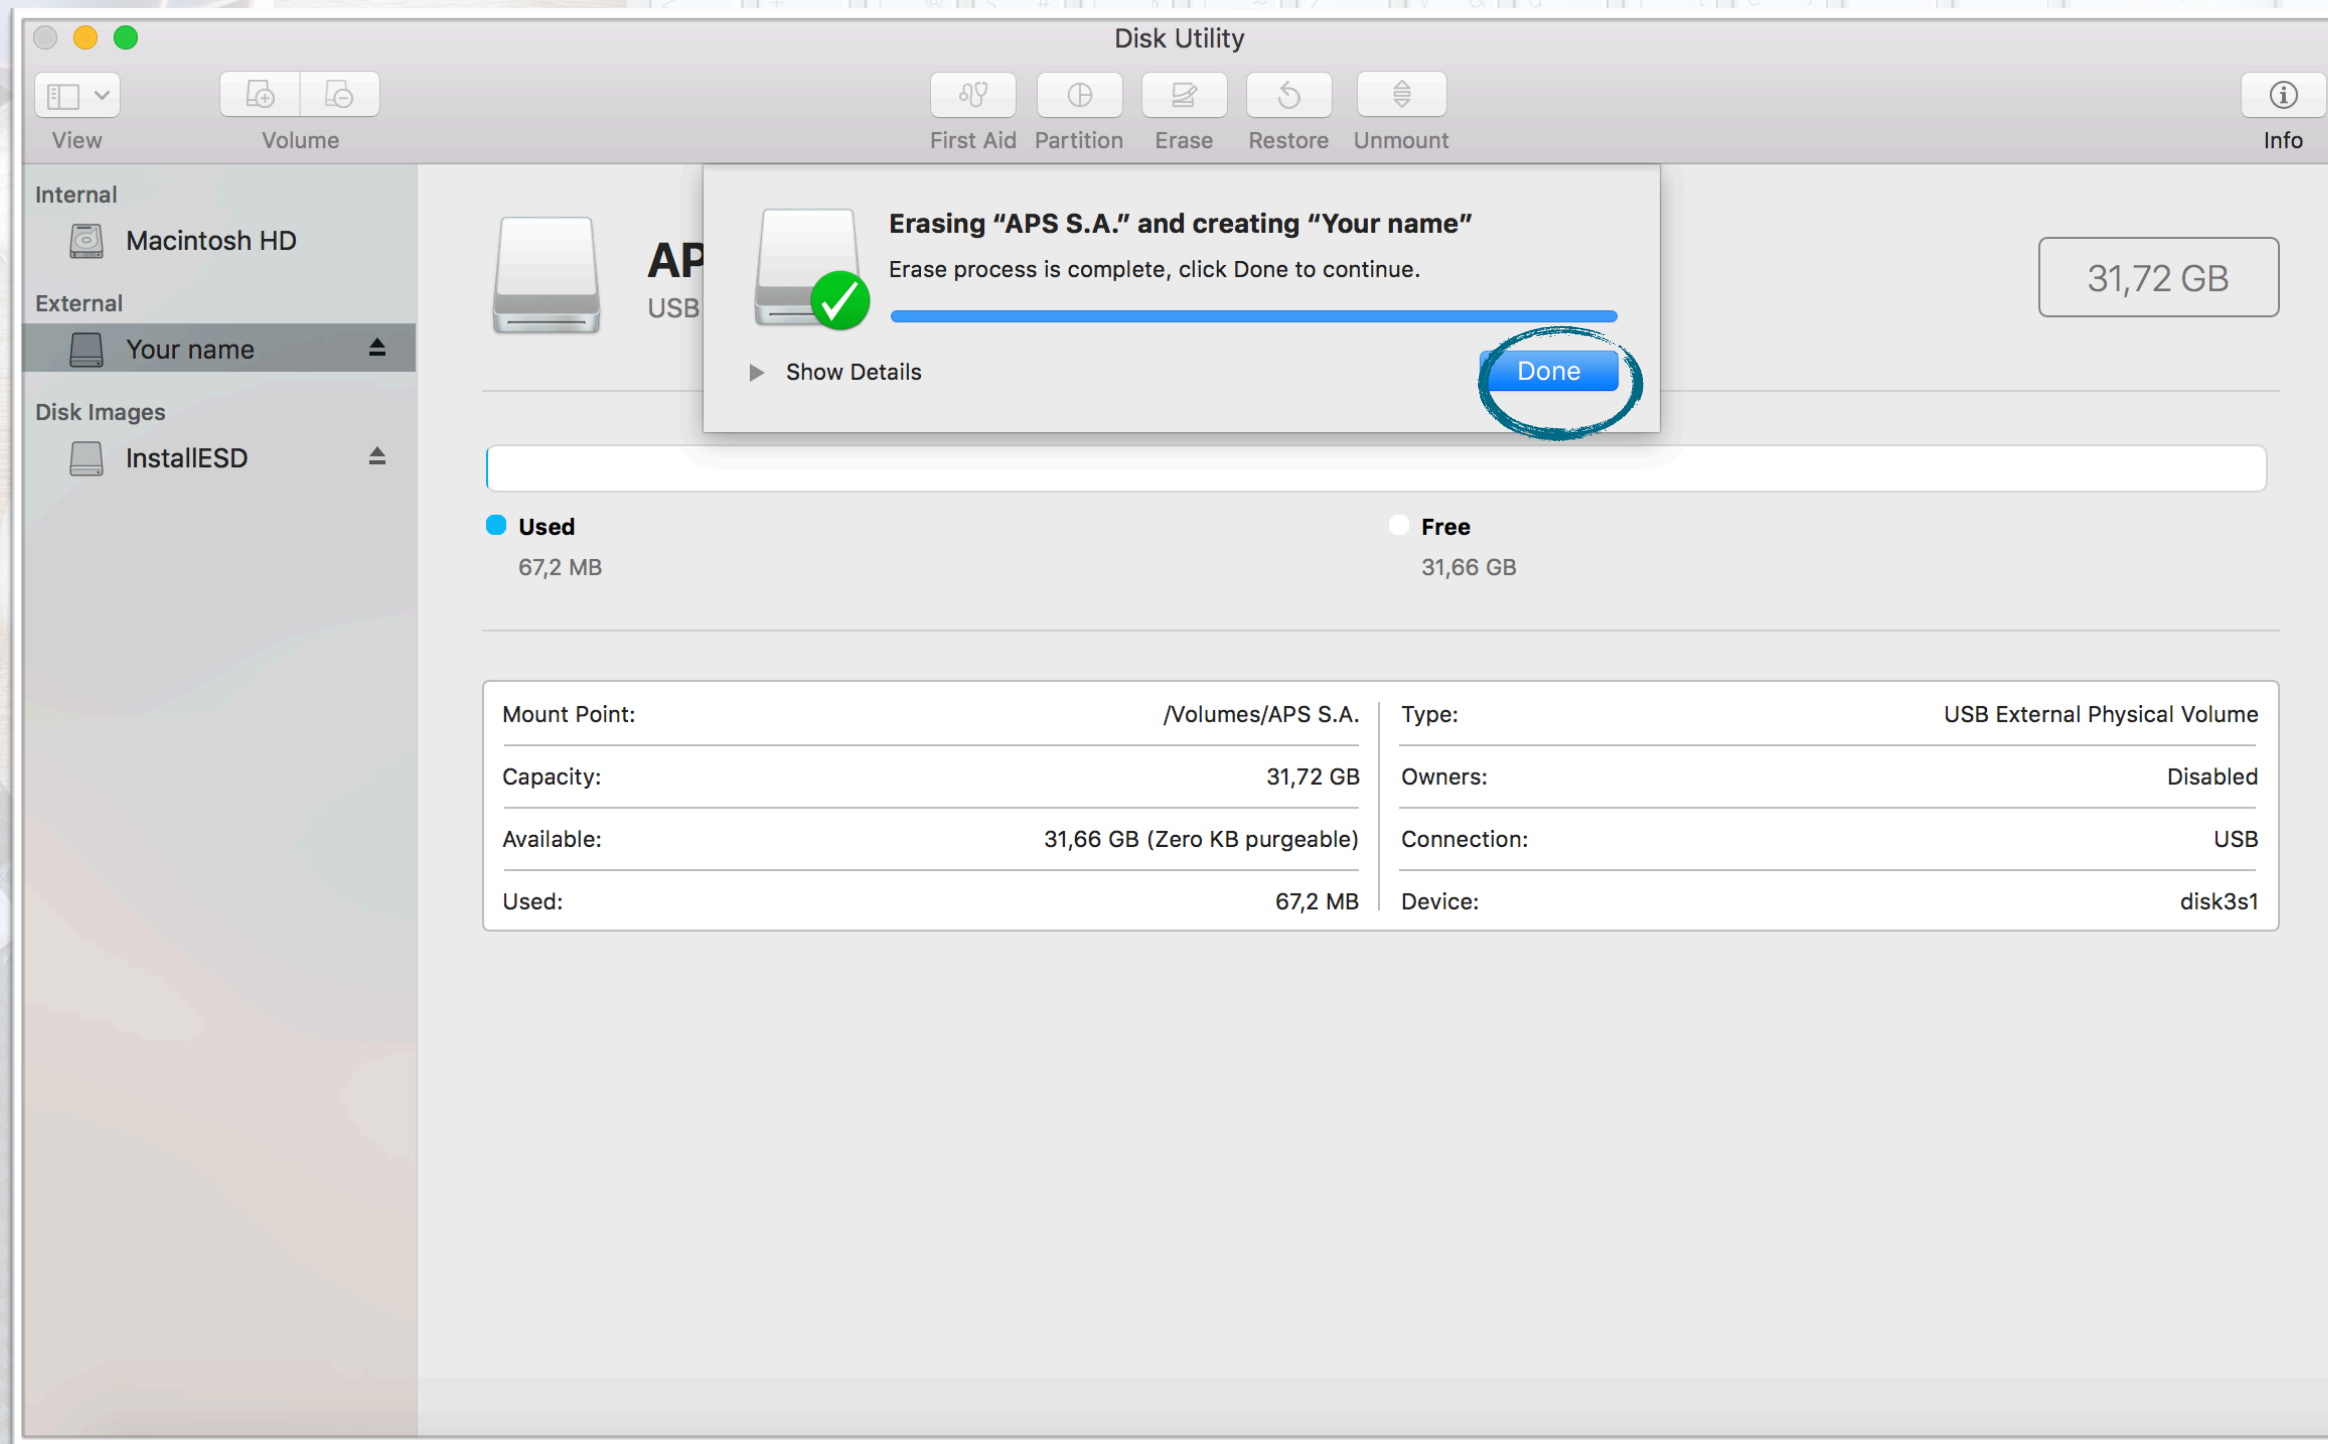 Disk Utility
View
Volume
First Aid
Partition
Erase
Restore
Unmount
Info
Internal
Macintosh HD
External
Your name
Disk Images
InstallESD
AP
USB
Erasing “APS S.A.” and creating “Your name”
Erase process is complete, click Done to continue.
Show Details
Done
31,72 GB
Used
67,2 MB
Free
31,66 GB
Mount Point: /Volumes/APS S.A.
Capacity: 31,72 GB
Available: 31,66 GB (Zero KB purgeable)
Used: 67,2 MB
Type: USB External Physical Volume
Owners: Disabled
Connection: USB
Device: disk3s1